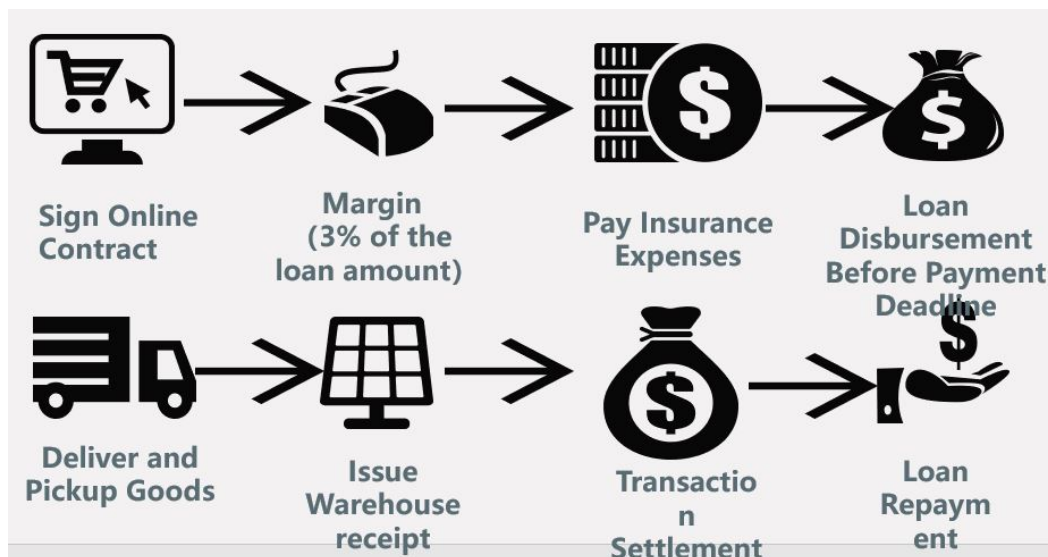 Sign Online
Contract
Margin
(3% of the
loan amount)
Pay Insurance
Expenses
Loan
Disbursement
Before Payment
Deadline
Deliver and
Pickup Goods
Issue
Warehouse
receipt
Transactio
n
Settlement
Loan
Repaym
ent